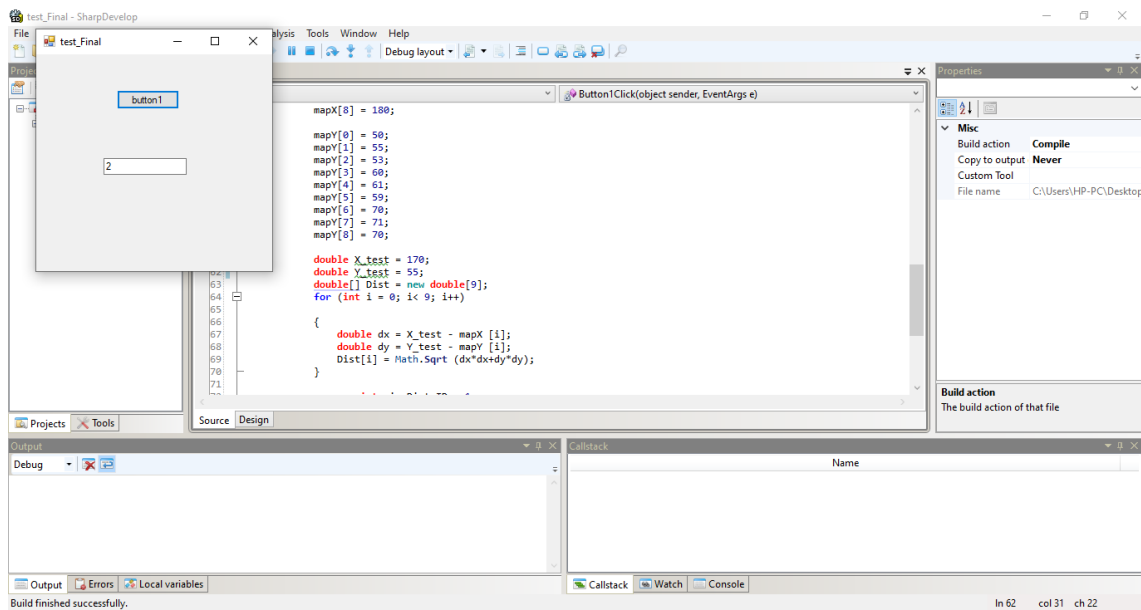 test_Final - SharpDevelop
File
alysis Tools Window Help
Debug layout
test_Final
button1
2
Button1Click(object sender, EventArgs e)
mapX[8] = 180;
mapY[0] = 50;
mapY[1] = 55;
mapY[2] = 53;
mapY[3] = 60;
mapY[4] = 61;
mapY[5] = 59;
mapY[6] = 70;
mapY[7] = 71;
mapY[8] = 70;
double X_test = 170;
62 double Y_test = 55;
63 double[] Dist = new double[9];
64 for (int i = 0; i< 9; i++)
65
66 {
67 double dx = X_test - mapX [i];
68 double dy = Y_test - mapY [i];
69 Dist[i] = Math.Sqrt (dx*dx+dy*dy);
70 }
71
Source Design
Projects Tools
Properties
Misc
Build action Compile
Copy to output Never
Custom Tool
File name C:\Users\HP-PC\Desktop
Build action
The build action of that file
Output
Debug
Callstack
Name
Output Errors Local variables
Callstack Watch Console
Build finished successfully.
ln 62 col 31 ch 22